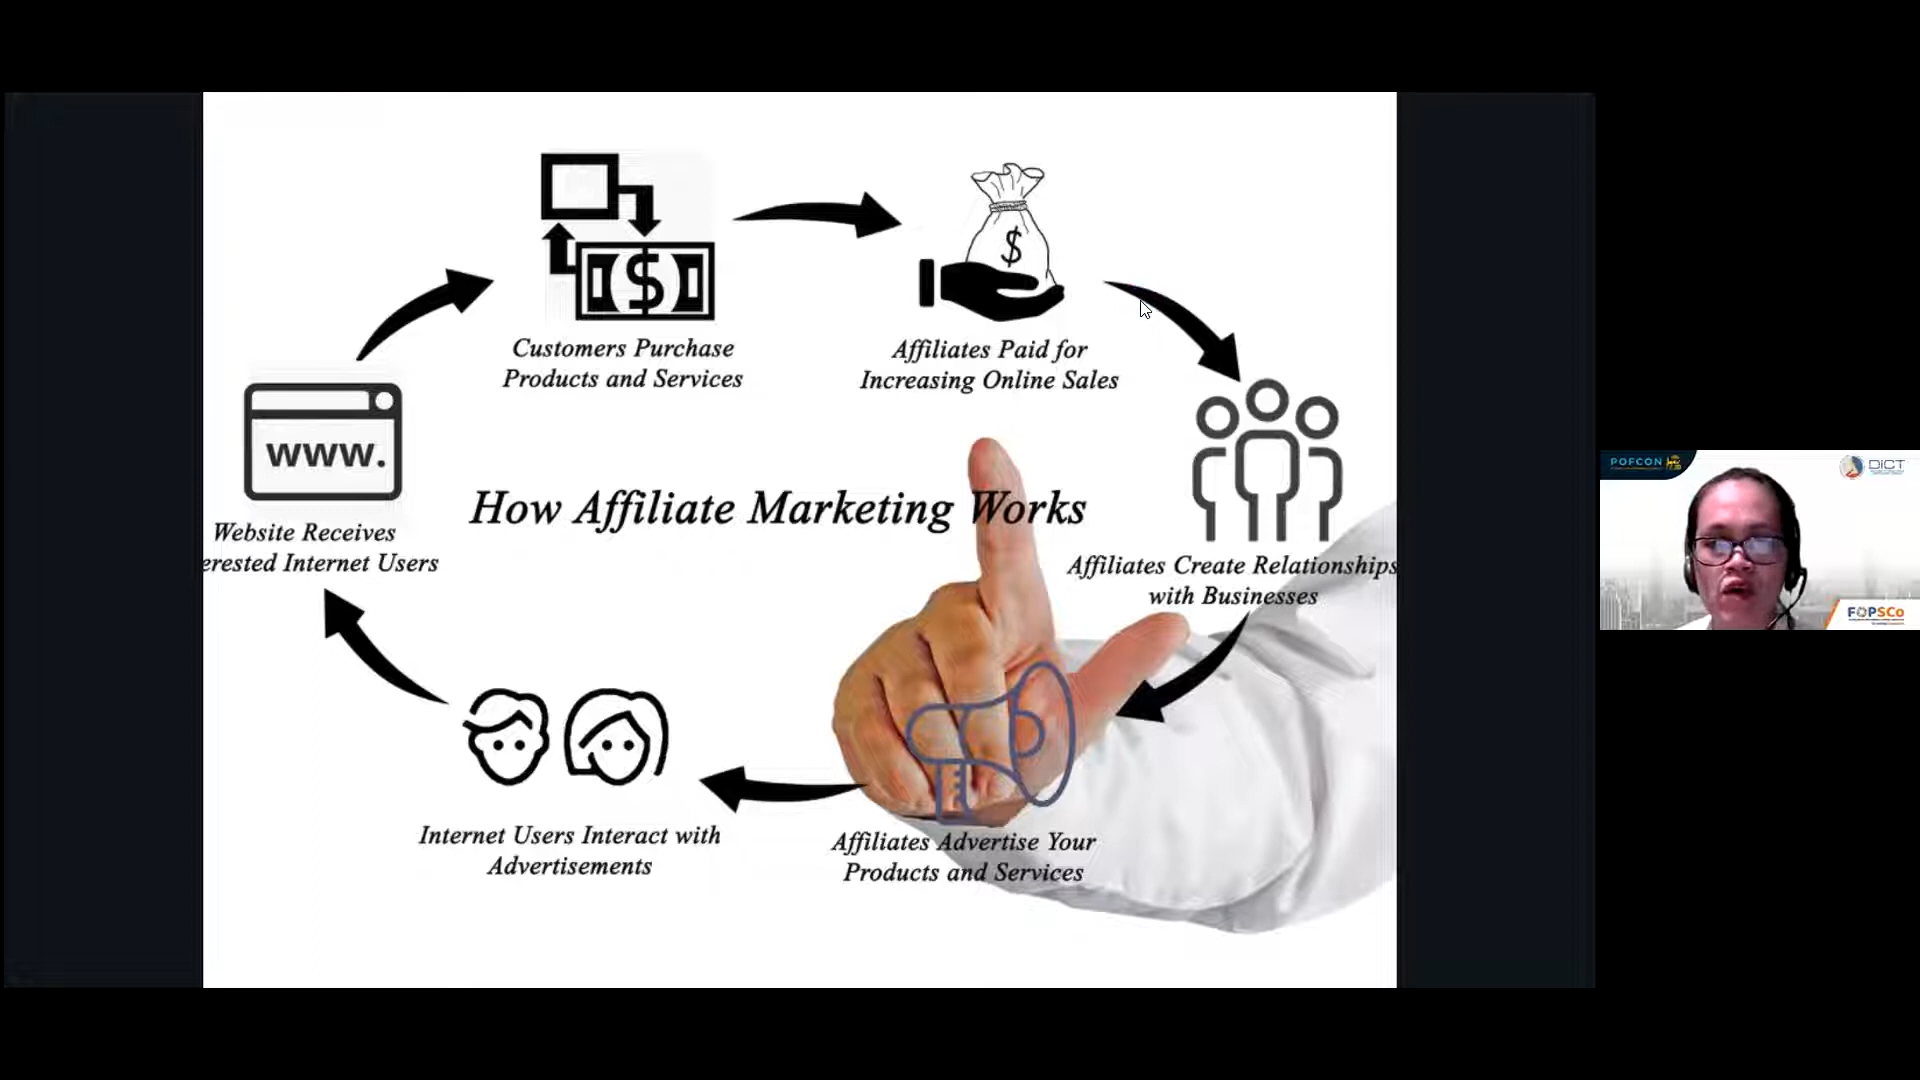 $
$
Customers Purchase
Products and Services
Affiliates Paid for
Increasing Online Sales
www.
How Affiliate Marketing Works
Website Receives
erested Internet Users
Affiliates Create Relationships
with Businesses
Internet Users Interact with
Advertisements
Affiliates Advertise Your
Products and Services
POFCON
DICT
FOPSCo